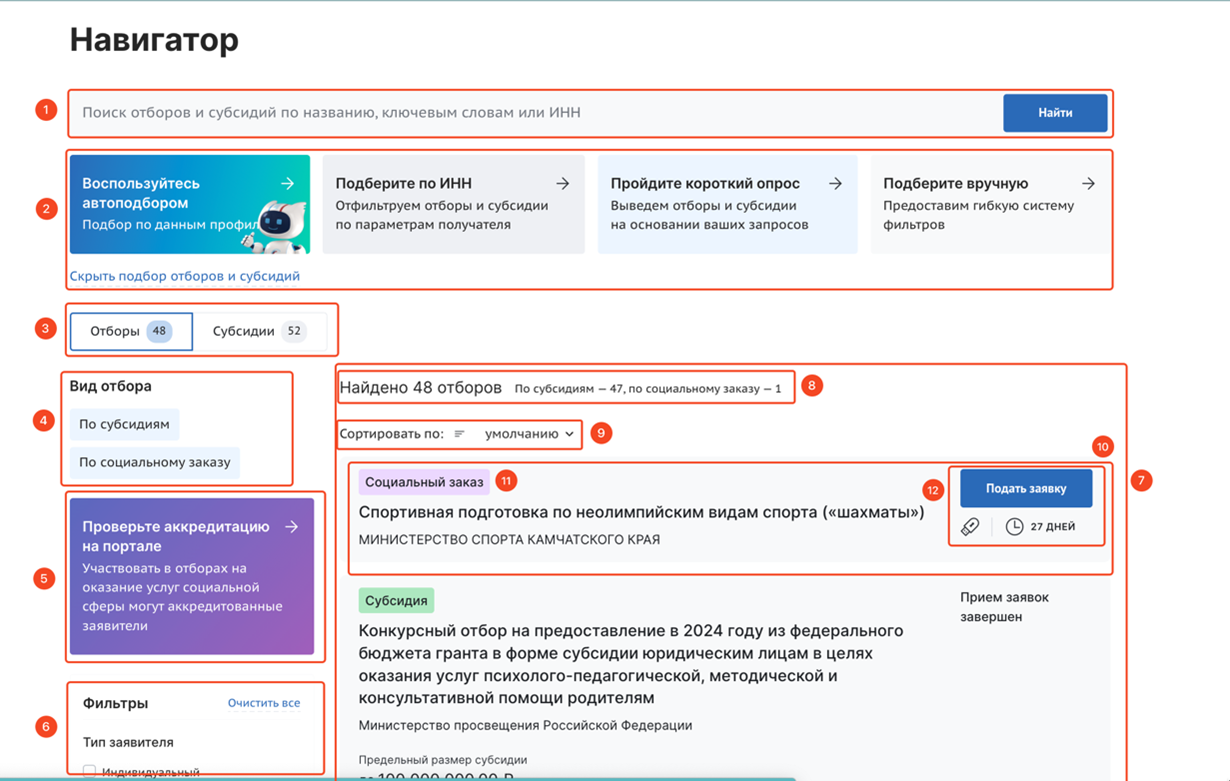 Навигатор
1
Поиск отборов и субсидий по названию, ключевым словам или ИНН
Найти
2
Воспользуйтесь
автоподбором
Подбор по данным профил
Подберите по ИНН
Отфильтруем отборы и субсидии
по параметрам получателя
Пройдите короткий опрос
Выведем отборы и субсидии
на основании ваших запросов
Подберите вручную
Предоставим гибкую систему
фильтров
Скрыть подбор отборов и субсидий
3
Отборы 48
Субсидии 52
4
Вид отбора
По субсидиям
По социальному заказу
5
Проверьте аккредитацию
на портале
Участвовать в отборах на
оказание услуг социальной
сферы могут аккредитованные
заявители
6
Фильтры
Очистить все
Тип заявителя
Индивидуальный
7
Найдено 48 отборов По субсидиям – 47, по социальному заказу – 1
8
Сортировать по: умолчанию
9
10
Социальный заказ
11
Спортивная подготовка по неолимпийским видам спорта («шахматы»)
МИНИСТЕРСТВО СПОРТА КАМЧАТСКОГО КРАЯ
12
Подать заявку
27 ДНЕЙ
Субсидия
Конкурсный отбор на предоставление в 2024 году из федерального
бюджета гранта в форме субсидии юридическим лицам в целях
оказания услуг психолого-педагогической, методической и
консультативной помощи родителям
Министерство просвещения Российской Федерации
Предельный размер субсидии
до 100 000 000,00 ₽
Прием заявок
завершен